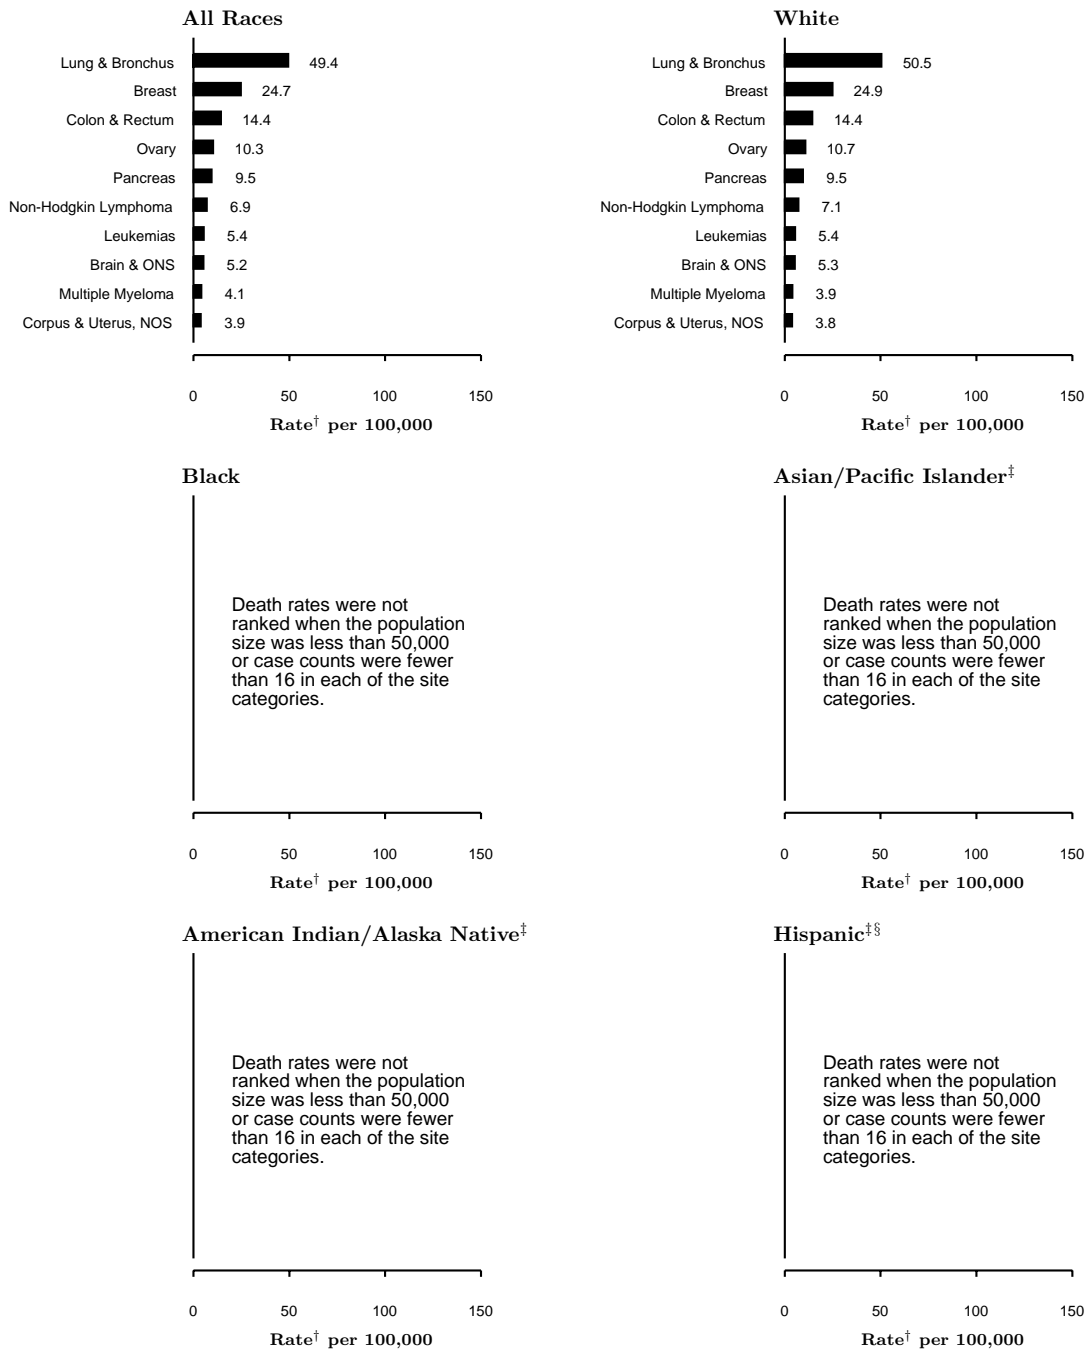 All Races
Lung & Bronchus 49.4
Breast 24.7
Colon & Rectum 14.4
Ovary 10.3
Pancreas 9.5
Non-Hodgkin Lymphoma 6.9
Leukemias 5.4
Brain & ONS 5.2
Multiple Myeloma 4.1
Corpus & Uterus, NOS 3.9
0 50 100 150
Rate† per 100,000
White
Lung & Bronchus 50.5
Breast 24.9
Colon & Rectum 14.4
Ovary 10.7
Pancreas 9.5
Non-Hodgkin Lymphoma 7.1
Leukemias 5.4
Brain & ONS 5.3
Multiple Myeloma 3.9
Corpus & Uterus, NOS 3.8
0 50 100 150
Rate† per 100,000
Black
Death rates were not
ranked when the population
size was less than 50,000
or case counts were fewer
than 16 in each of the site
categories.
0 50 100 150
Rate† per 100,000
Asian/Pacific Islander‡
Death rates were not
ranked when the population
size was less than 50,000
or case counts were fewer
than 16 in each of the site
categories.
0 50 100 150
Rate† per 100,000
American Indian/Alaska Native‡
Death rates were not
ranked when the population
size was less than 50,000
or case counts were fewer
than 16 in each of the site
categories.
0 50 100 150
Rate† per 100,000
Hispanic‡§
Death rates were not
ranked when the population
size was less than 50,000
or case counts were fewer
than 16 in each of the site
categories.
0 50 100 150
Rate† per 100,000